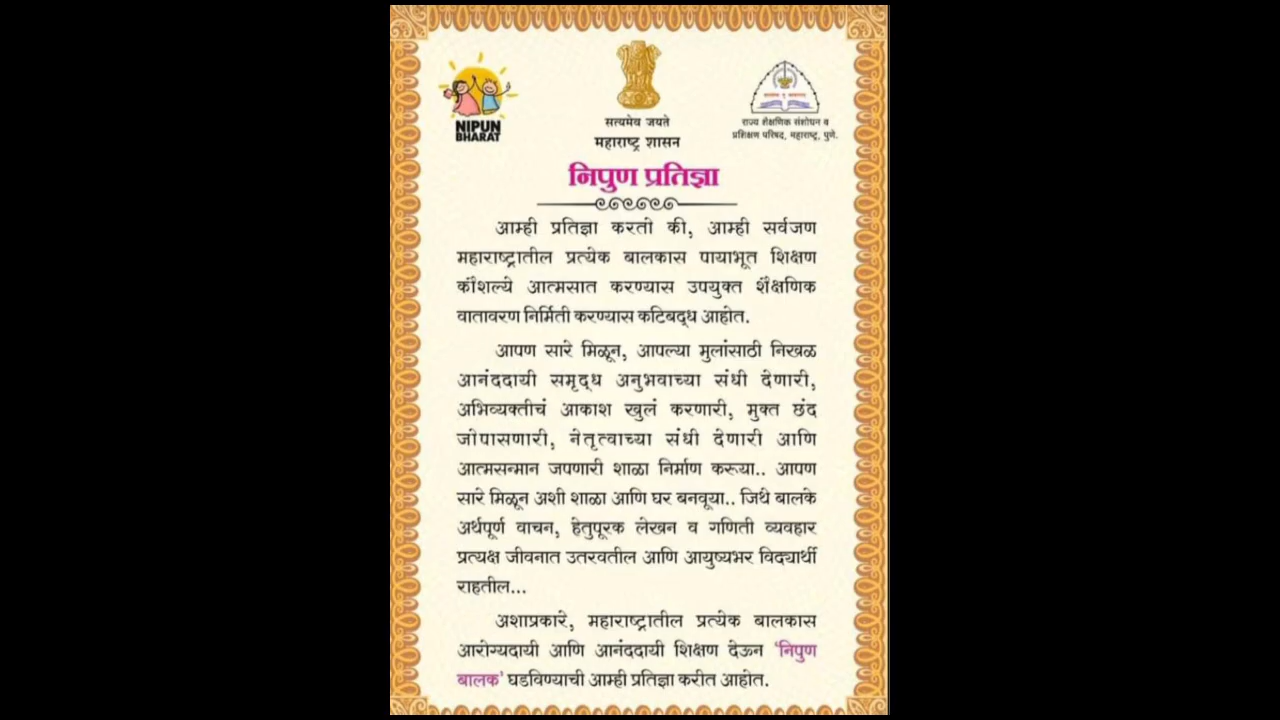 NIPUN
BHARAT
सत्यमेव जयते
महाराष्ट्र शासन
राज्य शैक्षणिक संशोधन व
प्रशिक्षण परिषद, महाराष्ट्र, पुणे.
निपुण प्रतिज्ञा
आम्ही प्रतिज्ञा करतो की, आम्ही सर्वजण
महाराष्ट्रातील प्रत्येक बालकास पायाभूत शिक्षण
कौशल्ये आत्मसात करण्यास उपयुक्त शैक्षणिक
वातावरण निर्मिती करण्यास कटिबद्ध आहोत.
आपण सारे मिळून, आपल्या मुलांसाठी निखळ
आनंददायी समृद्ध अनुभवाच्या संधी देणारी,
अभिव्यक्तीचं आकाश खुलं करणारी, मुक्त छंद
जोपासणारी, नेतृत्वाच्या संधी देणारी आणि
आत्मसन्मान जपणारी शाळा निर्माण करूया.. आपण
सारे मिळून अशी शाळा आणि घर बनवूया.. जिथे बालके
अर्थपूर्ण वाचन, हेतुपूरक लेखन व गणिती व्यवहार
प्रत्यक्ष जीवनात उतरवतील आणि आयुष्यभर विद्यार्थी
राहतील...
अशाप्रकारे, महाराष्ट्रातील प्रत्येक बालकास
आरोग्यदायी आणि आनंददायी शिक्षण देऊन 'निपुण
बालक' घडविण्याची आम्ही प्रतिज्ञा करीत आहोत.